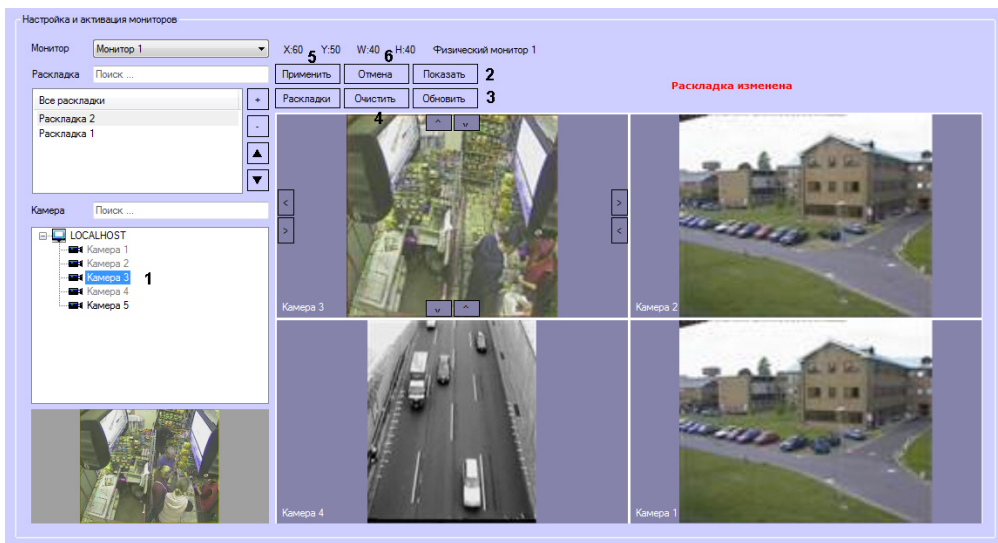 Настройка и активация мониторов
Монитор Монитор 1 X:60 Y:50 W:40 H:40 Физический монитор 1
5 6
Раскладка Поиск ... Применить Отмена Показать 2
Раскладка изменена
Все раскладки + Раскладки Очистить Обновить 3
Раскладка 2 4 ^ v
Раскладка 1 -
▲
▼
< > > <
Камера Поиск ...
LOCALHOST
Камера 1
Камера 2
Камера 3 1
Камера 4
Камера 5
Камера 3 v ^ Камера 2
Камера 4 Камера 1